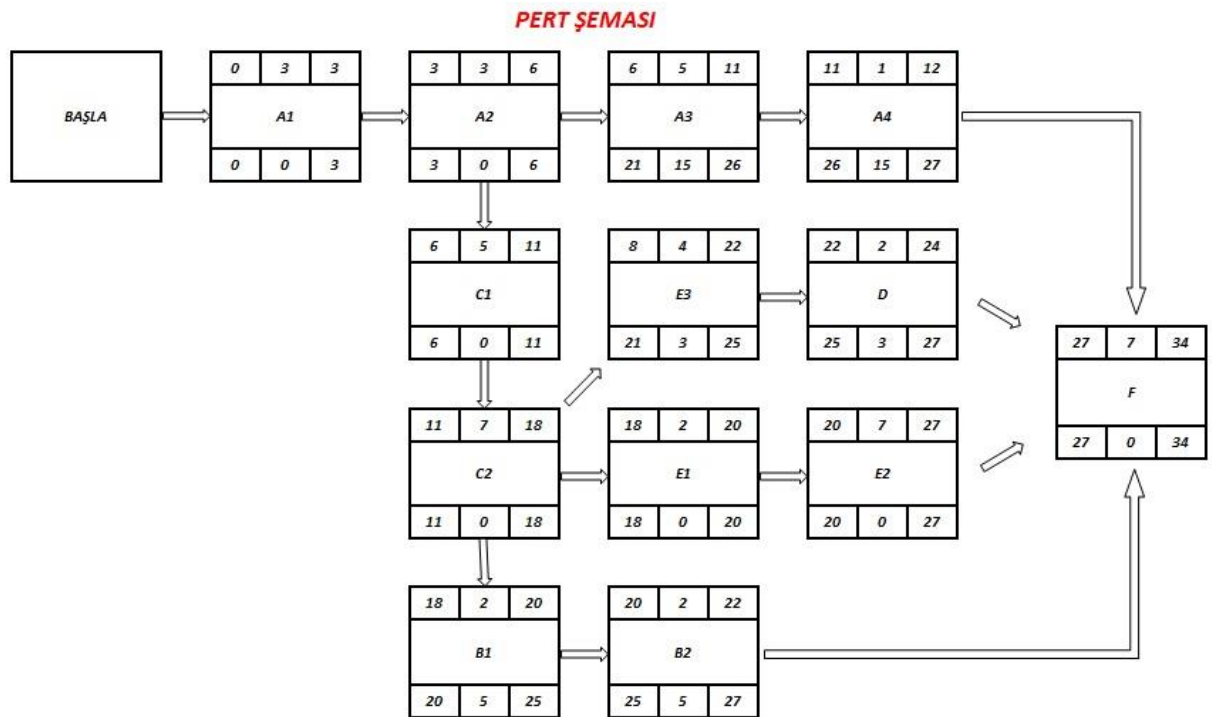 PERT ŞEMASI
0 3 3
3 3 6
6 5 11
11 1 12
BAŞLA
A1
A2
A3
A4
0 0 3
3 0 6
21 15 26
26 15 27
6 5 11
8 4 22
22 2 24
C1
E3
D
6 0 11
21 3 25
25 3 27
27 7 34
F
27 0 34
11 7 18
18 2 20
20 7 27
C2
E1
E2
11 0 18
18 0 20
20 0 27
18 2 20
20 2 22
B1
B2
20 5 25
25 5 27